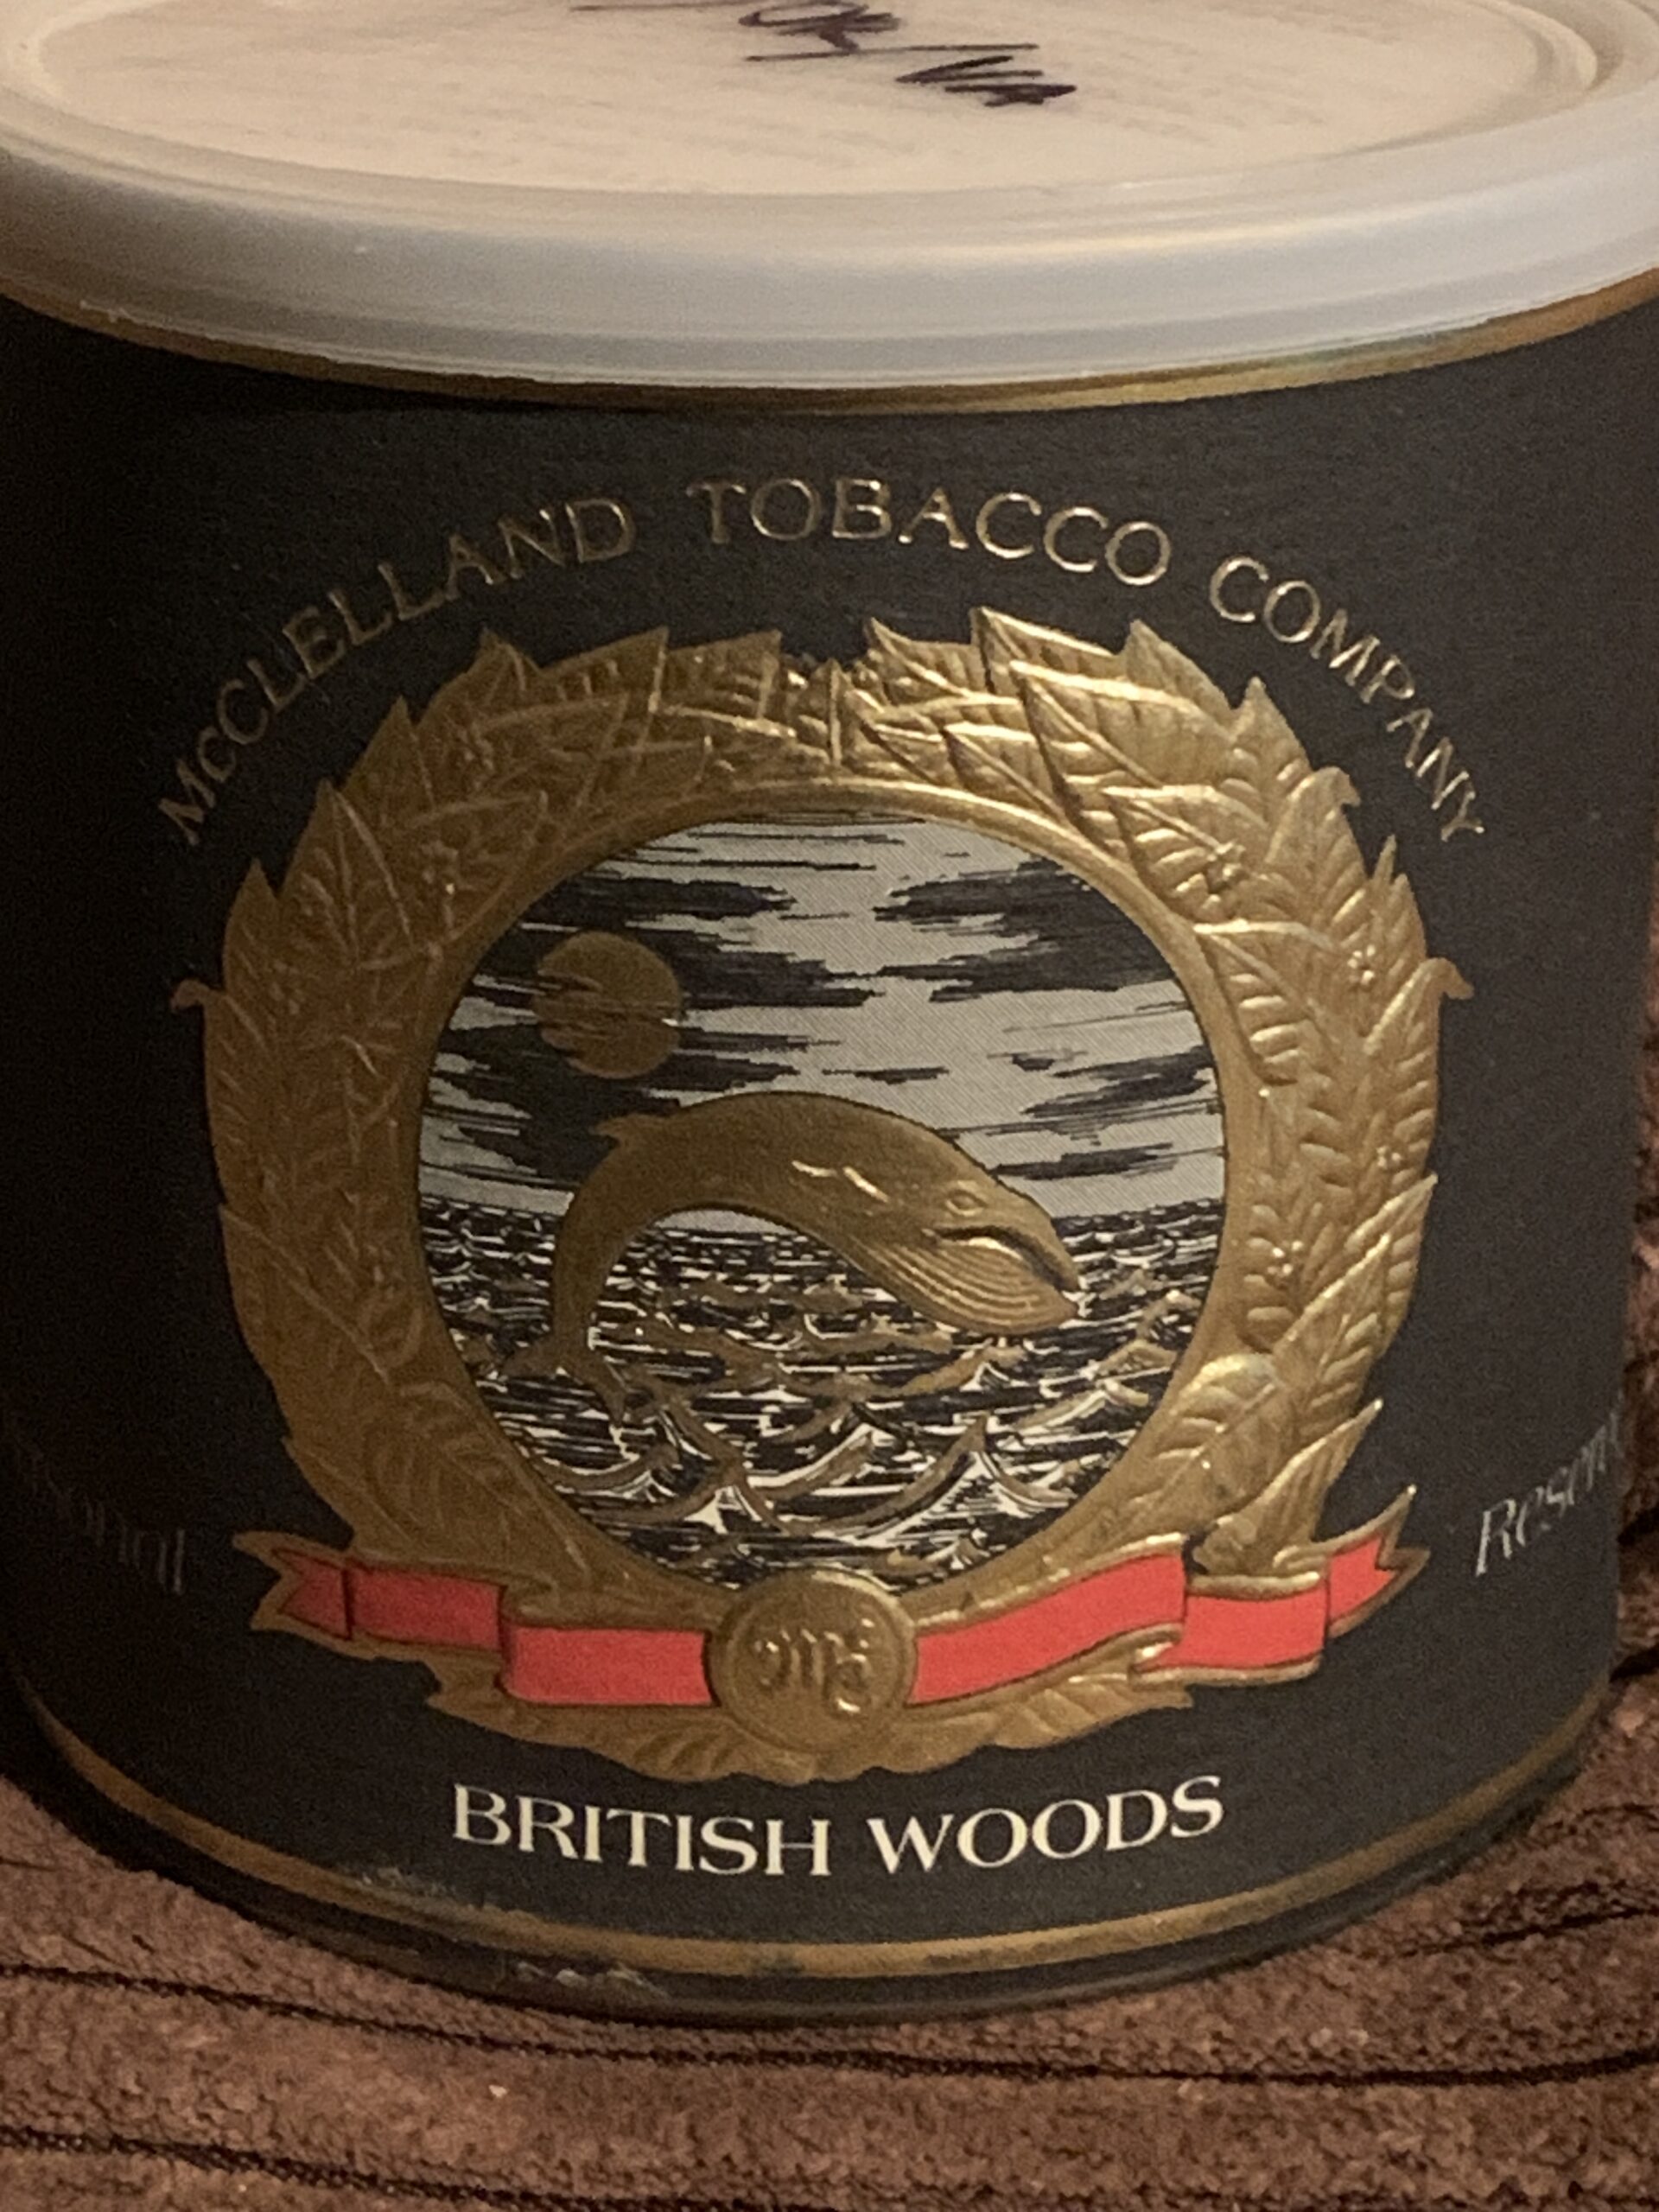 McCLELLAND TOBACCO COMPANY
BRITISH WOODS